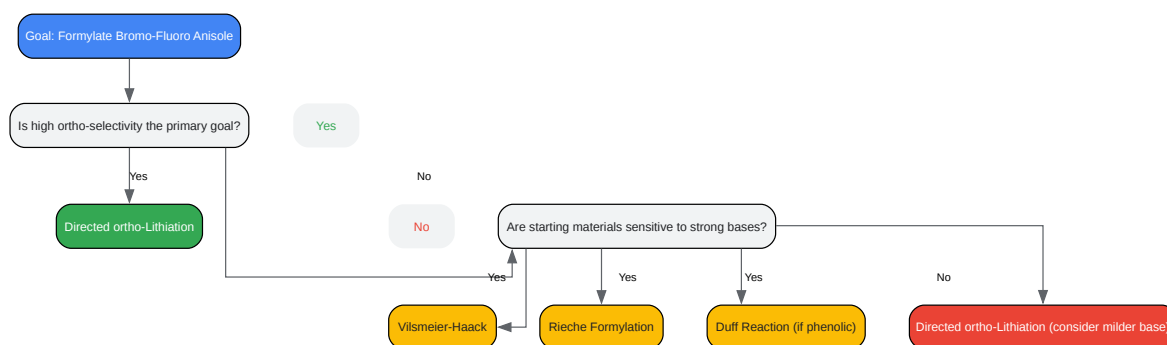 Goal: Formylate Bromo-Fluoro Anisole
Is high ortho-selectivity the primary goal?
Yes
Yes
No
Directed ortho-Lithiation
No
Are starting materials sensitive to strong bases?
Yes
Yes
Yes
No
Vilsmeier-Haack
Rieche Formylation
Duff Reaction (if phenolic)
Directed ortho-Lithiation (consider milder base)